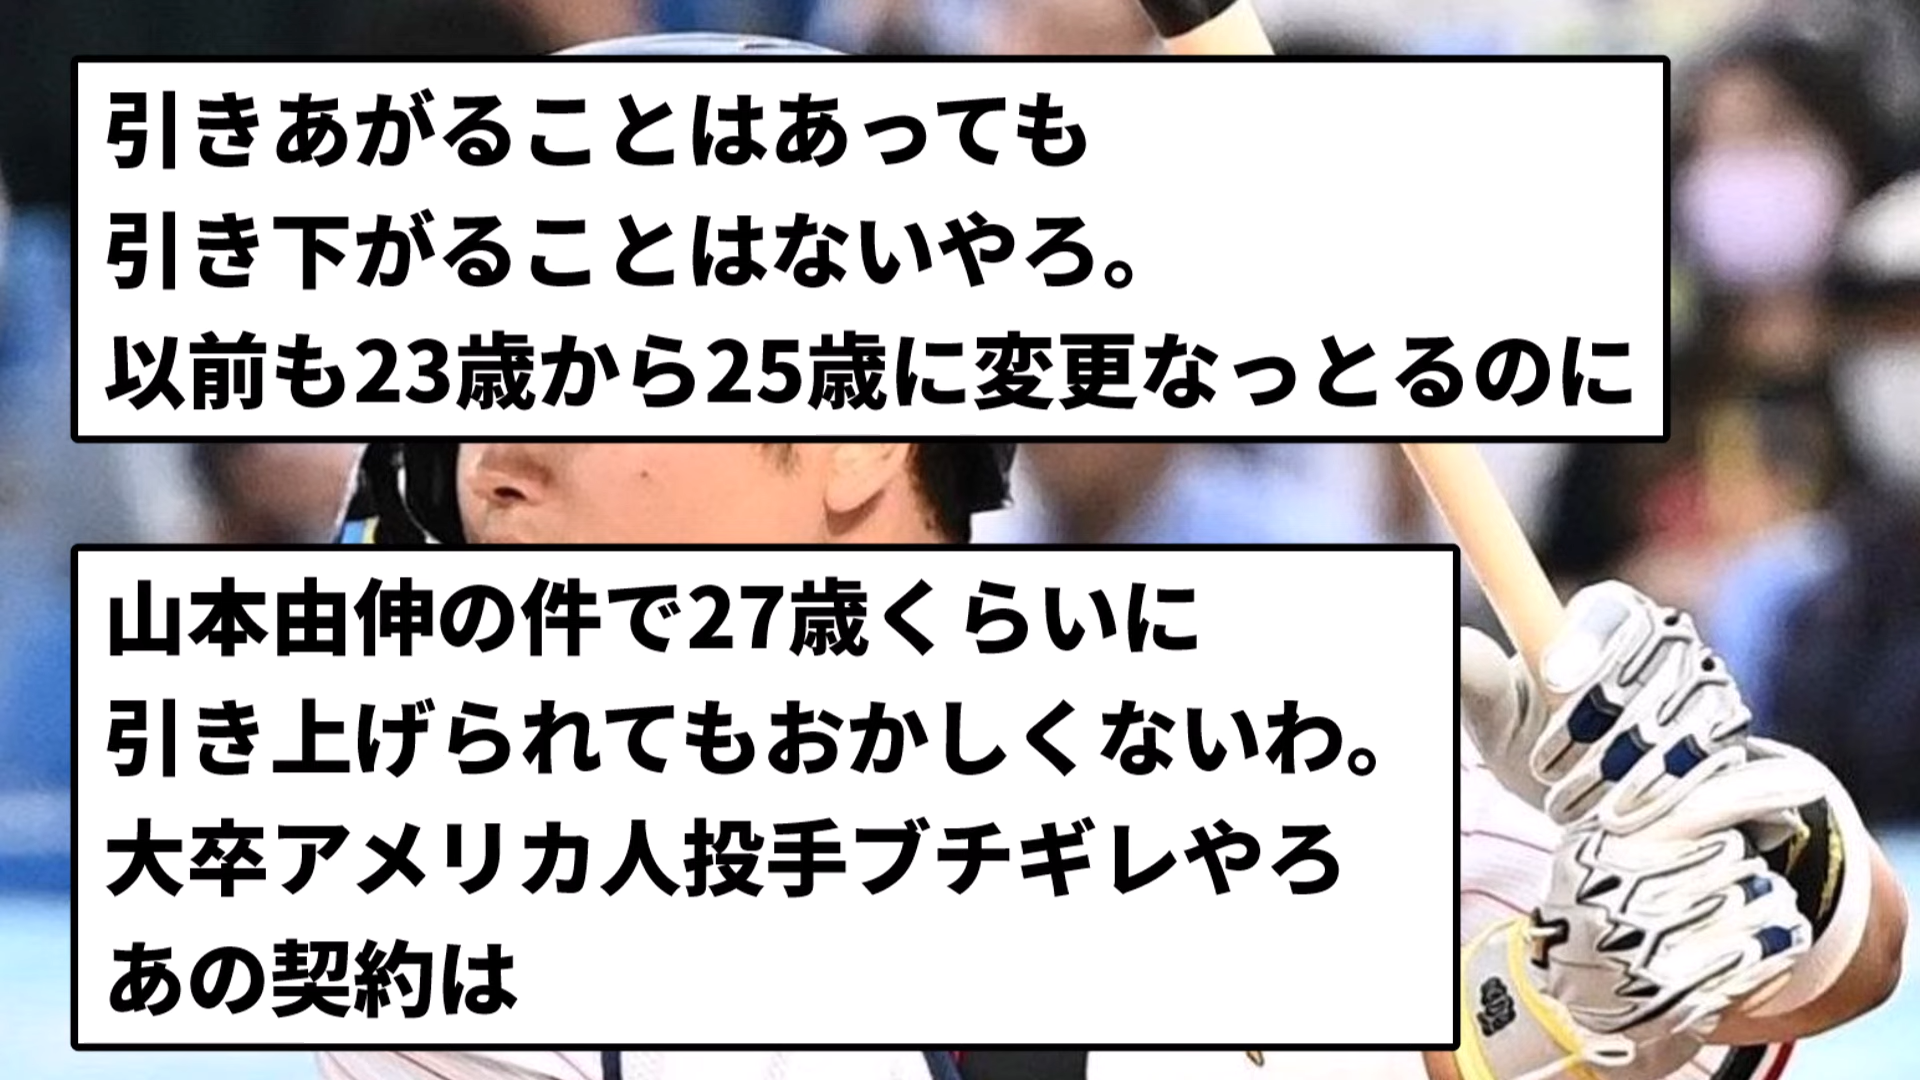 引きあがることはあっても
引き下がることはないやろ。
以前も23歳から25歳に変更なっとるのに
山本由伸の件で27歳くらいに
引き上げられてもおかしくないわ。
大卒アメリカ人投手ブチギレやろ
あの契約は